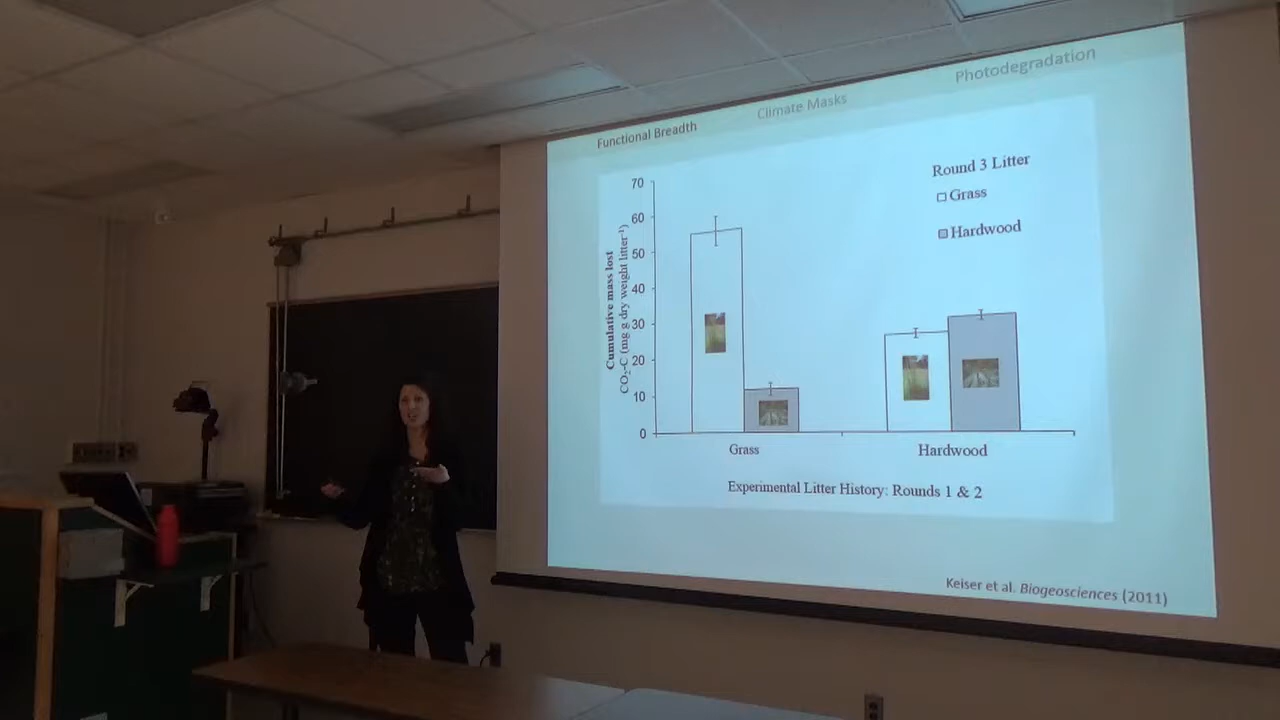 Functional Breadth
Climate Masks
Photodegradation
Round 3 Litter
Grass
Hardwood
Cumulative mass lost
CO₂-C (mg g dry weight litter⁻¹)
70
60
50
40
30
20
10
0
Grass
Hardwood
Experimental Litter History: Rounds 1 & 2
Keiser et al. Biogeosciences (2011)